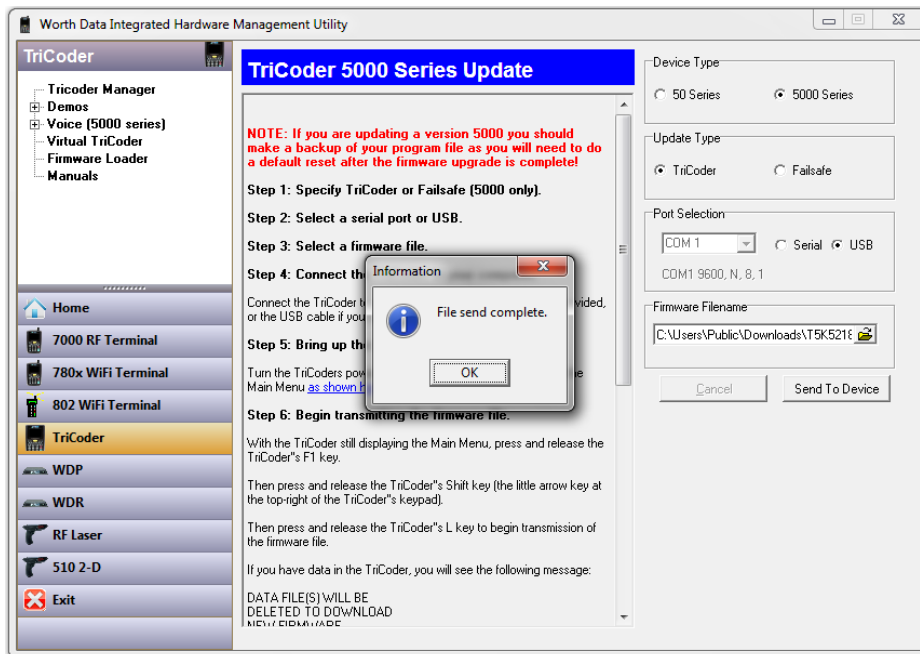 Worth Data Integrated Hardware Management Utility
TriCoder
Tricoder Manager
Demos
Voice (5000 series)
Virtual TriCoder
Firmware Loader
Manuals
Home
7000 RF Terminal
780x WiFi Terminal
802 WiFi Terminal
TriCoder
WDP
WDR
RF Laser
510 2-D
Exit
TriCoder 5000 Series Update
NOTE: If you are updating a version 5000 you should
make a backup of your program file as you will need to do
a default reset after the firmware upgrade is complete!
Step 1: Specify TriCoder or Failsafe (5000 only).
Step 2: Select a serial port or USB.
Step 3: Select a firmware file.
Step 4: Connect the
Connect the TriCoder t
vided,
or the USB cable if you
Step 5: Bring up the
Turn the TriCoders pow
the
Main Menu as shown h
Step 6: Begin transmitting the firmware file.
With the TriCoder still displaying the Main Menu, press and release the
TriCoder"s F1 key.
Then press and release the TriCoder"s Shift key (the little arrow key at
the top-right of the TriCoder"s keypad).
Then press and release the TriCoder"s L key to begin transmission of
the firmware file.
If you have data in the TriCoder, you will see the following message:
DATA FILE(S) WILL BE
DELETED TO DOWNLOAD
NEW FIRMWARE
Information
File send complete.
OK
Device Type
50 Series
5000 Series
Update Type
TriCoder
Failsafe
Port Selection
COM 1
Serial
USB
COM1 9600, N, 8, 1
Firmware Filename
C:\Users\Public\Downloads\T5K5218
Cancel
Send To Device